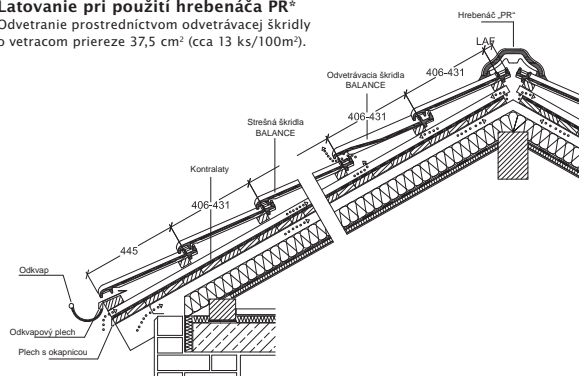 Latovanie pri použití hrebenáča PR*
Odvetranie prostredníctvom odvetrávacej škridly
o vetracom priereze 37,5 cm² (cca 13 ks/100m²).
Hrebenáč „PR“
LAF
406-431
Odvetrávacia škridla
BALANCE
406-431
Strešná škridla
BALANCE
Kontralaty
406-431
445
Odkvap
Odkvapový plech
Plech s okapnicou